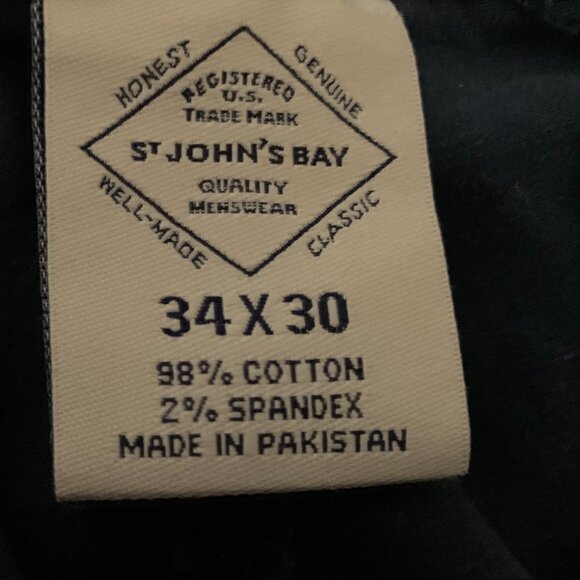 HONEST
GENUINE
REGISTERED
U.S.
TRADE MARK
ST JOHN'S BAY
QUALITY
MENSWEAR
WELL-MADE
CLASSIC
34 X 30
98% COTTON
2% SPANDEX
MADE IN PAKISTAN